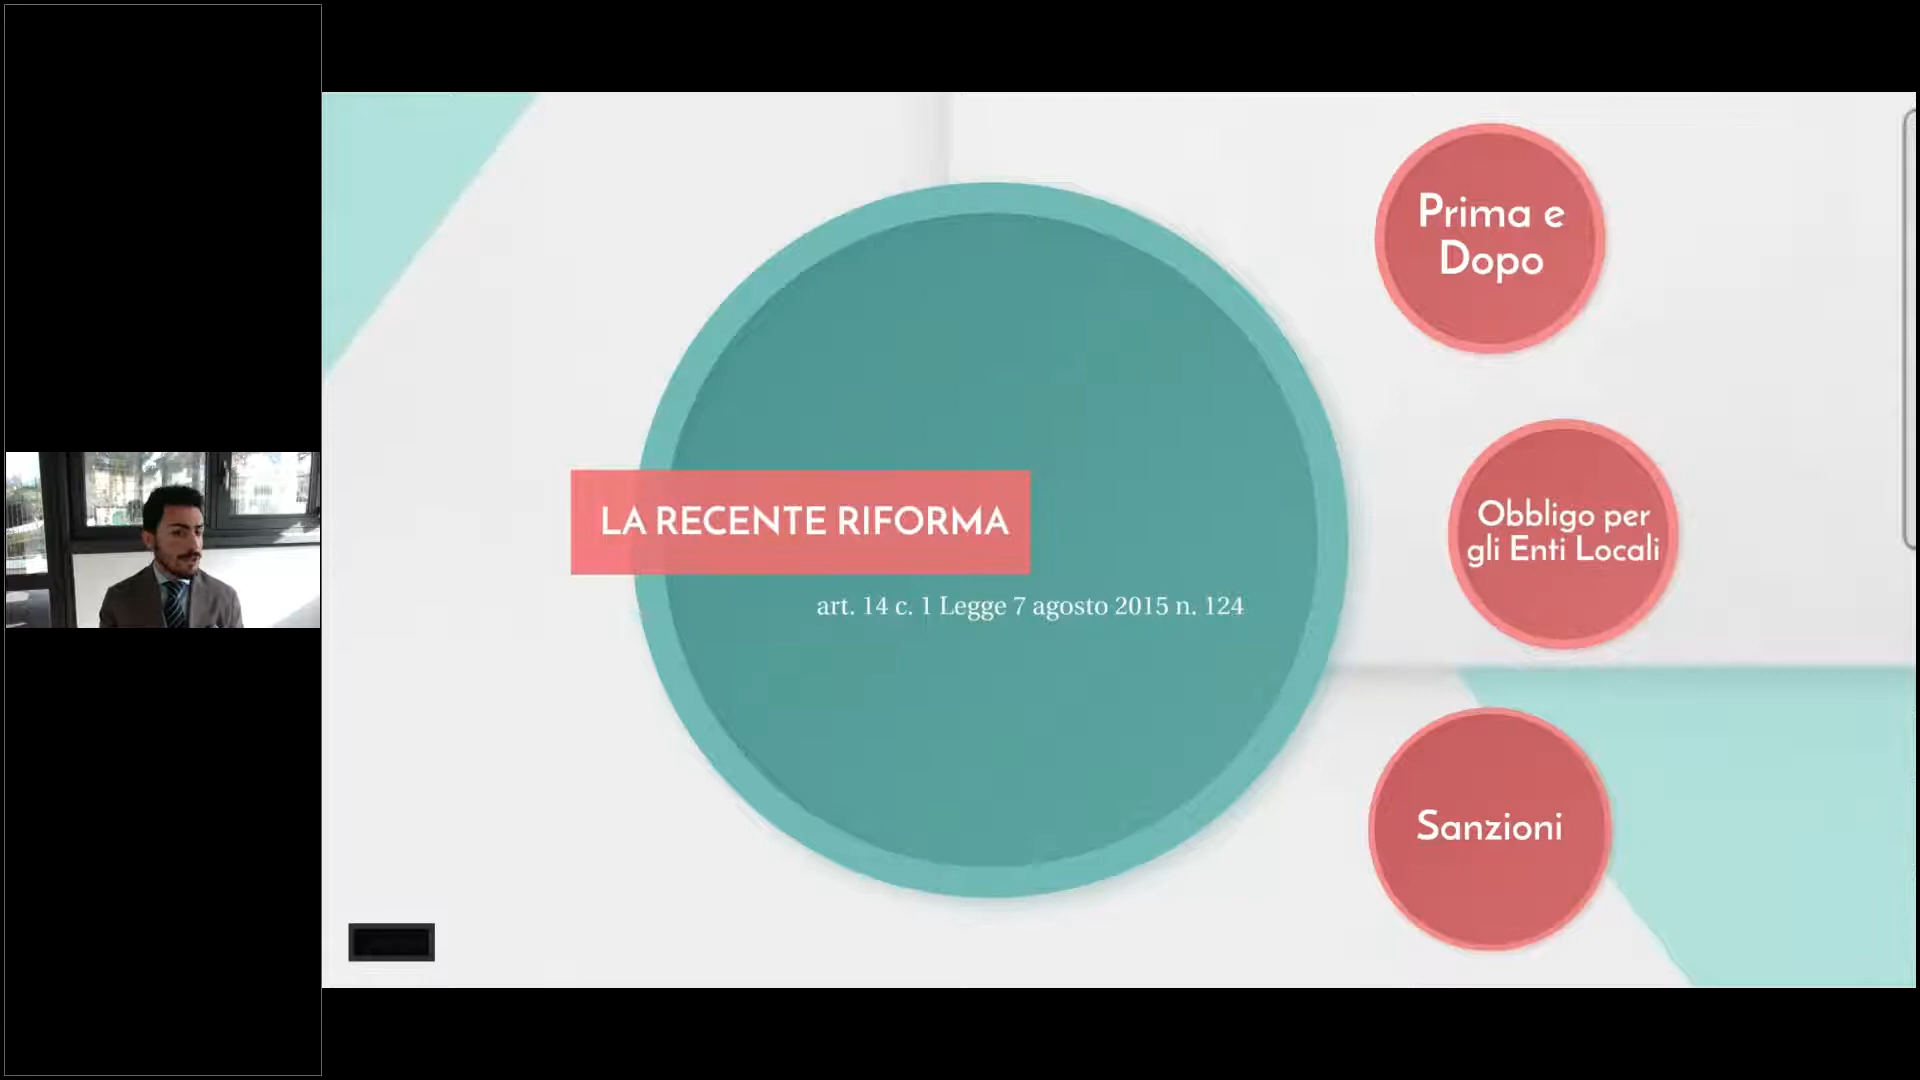 LA RECENTE RIFORMA
art. 14 c. 1 Legge 7 agosto 2015 n. 124
Prima e
Dopo
Obbligo per
gli Enti Locali
Sanzioni